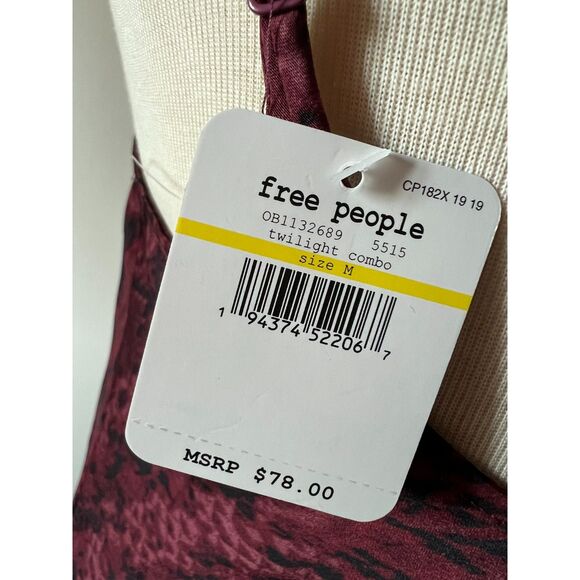 CP182X 19 19
free people
OB1132689 5515
twilight combo
size M
1 94374 52206 7
MSRP $78.00